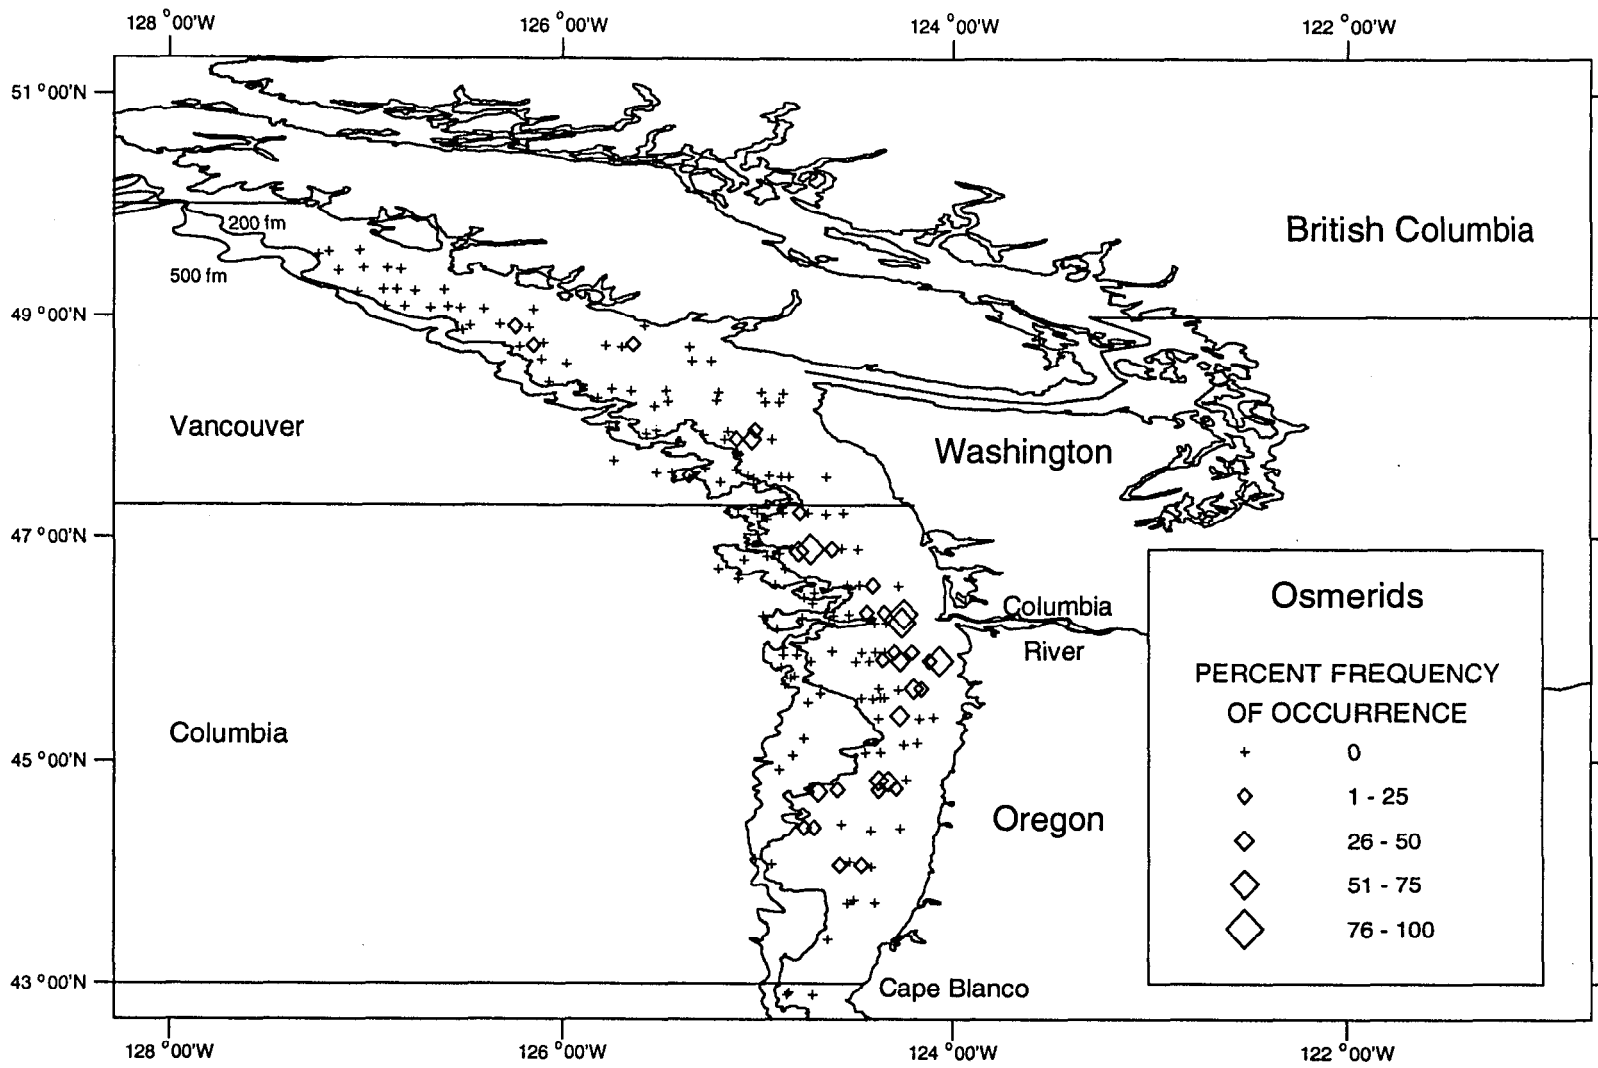 128 °00'W
126 °00'W
124 °00'W
122 °00'W
51 °00'N
200 fm
British Columbia
500 fm
49 °00'N
Vancouver
Washington
47 °00'N
Osmerids
Columbia
River
PERCENT FREQUENCY
OF OCCURRENCE
Columbia
+ 0
45 °00'N
1 - 25
Oregon
26 - 50
51 - 75
76 - 100
43 °00'N
Cape Blanco
128 °00'W
126 °00'W
124 °00'W
122 °00'W